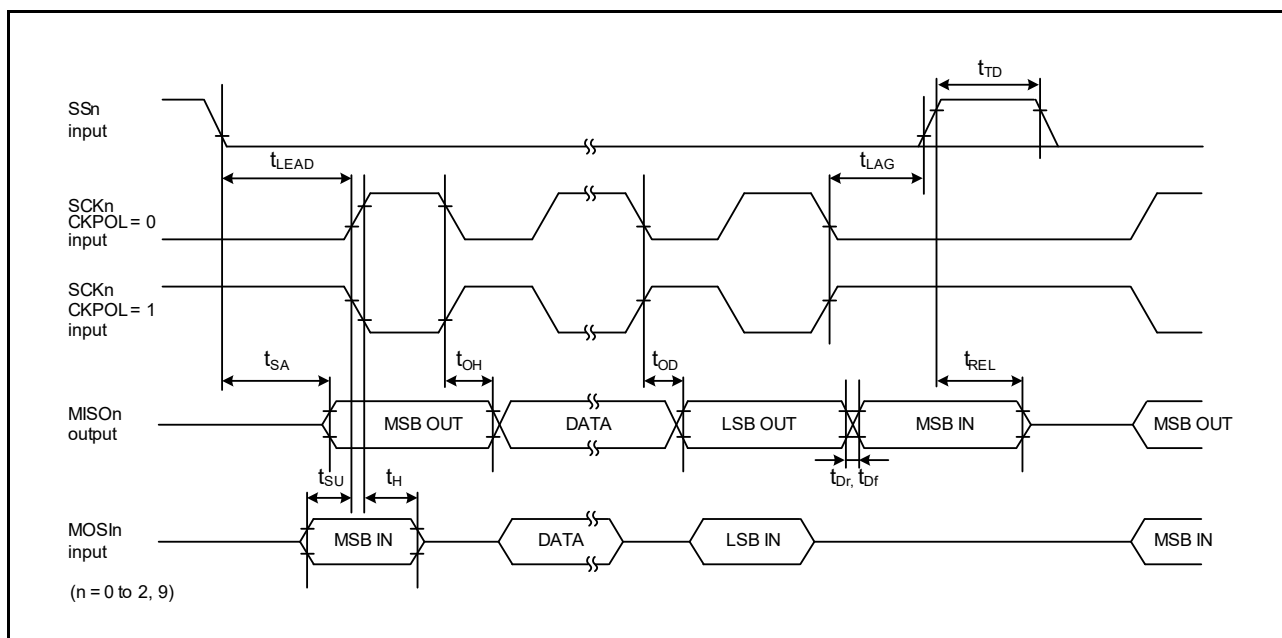 tTD
SSn
input
tLEAD
tLAG
SCKn
CKPOL = 0
input
SCKn
CKPOL = 1
input
tSA
tOH
tOD
tREL
MISOn
output
MSB OUT
DATA
LSB OUT
MSB IN
MSB OUT
tSU
tH
tDr, tDf
MOSIn
input
MSB IN
DATA
LSB IN
MSB IN
(n = 0 to 2, 9)